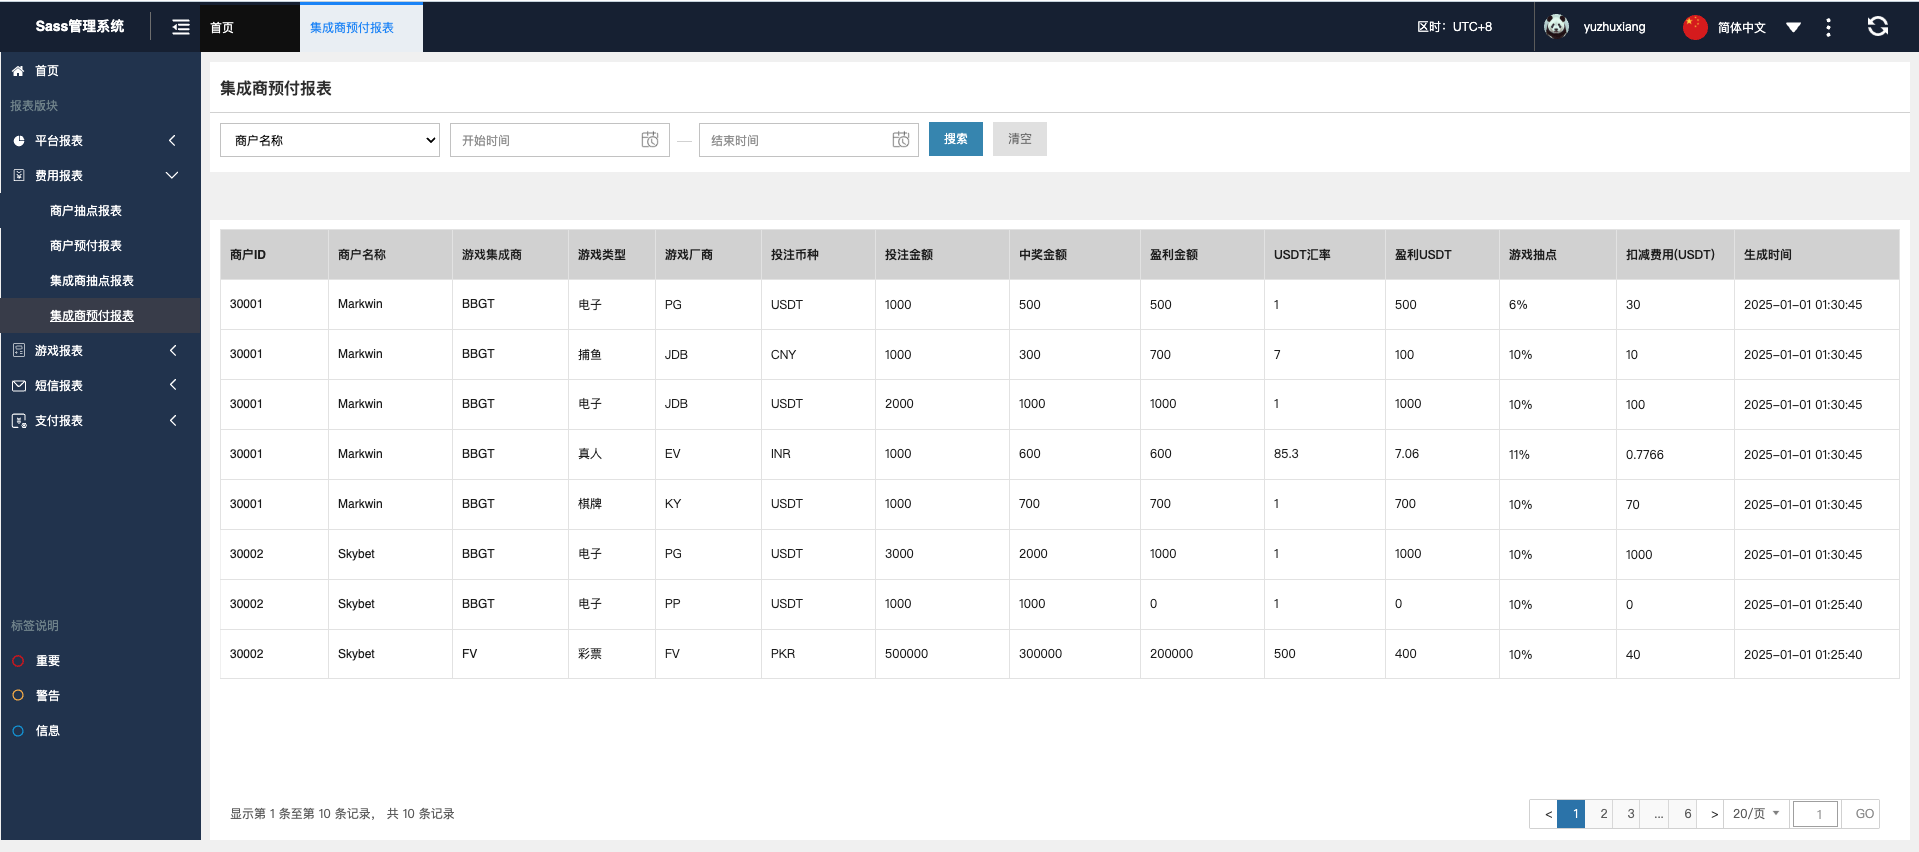 Sass管理系统
首页
集成商预付报表
区时：UTC+8
yuzhuxiang
简体中文
首页
报表版块
平台报表
费用报表
商户抽点报表
商户预付报表
集成商抽点报表
集成商预付报表
游戏报表
短信报表
支付报表
标签说明
重要
警告
信息
集成商预付报表
商户名称 开始时间 — 结束时间 搜索 清空
商户ID 商户名称 游戏集成商 游戏类型 游戏厂商 投注币种 投注金额 中奖金额 盈利金额 USDT汇率 盈利USDT 游戏抽点 扣减费用(USDT) 生成时间
30001 Markwin BBGT 电子 PG USDT 1000 500 500 1 500 6% 30 2025-01-01 01:30:45
30001 Markwin BBGT 捕鱼 JDB CNY 1000 300 700 7 100 10% 10 2025-01-01 01:30:45
30001 Markwin BBGT 电子 JDB USDT 2000 1000 1000 1 1000 10% 100 2025-01-01 01:30:45
30001 Markwin BBGT 真人 EV INR 1000 600 600 85.3 7.06 11% 0.7766 2025-01-01 01:30:45
30001 Markwin BBGT 棋牌 KY USDT 1000 700 700 1 700 10% 70 2025-01-01 01:30:45
30002 Skybet BBGT 电子 PG USDT 3000 2000 1000 1 1000 10% 1000 2025-01-01 01:30:45
30002 Skybet BBGT 电子 PP USDT 1000 1000 0 1 0 10% 0 2025-01-01 01:25:40
30002 Skybet FV 彩票 FV PKR 500000 300000 200000 500 400 10% 40 2025-01-01 01:25:40
显示第 1 条至第 10 条记录， 共 10 条记录
< 1 2 3 ... 6 > 20/页 1 GO